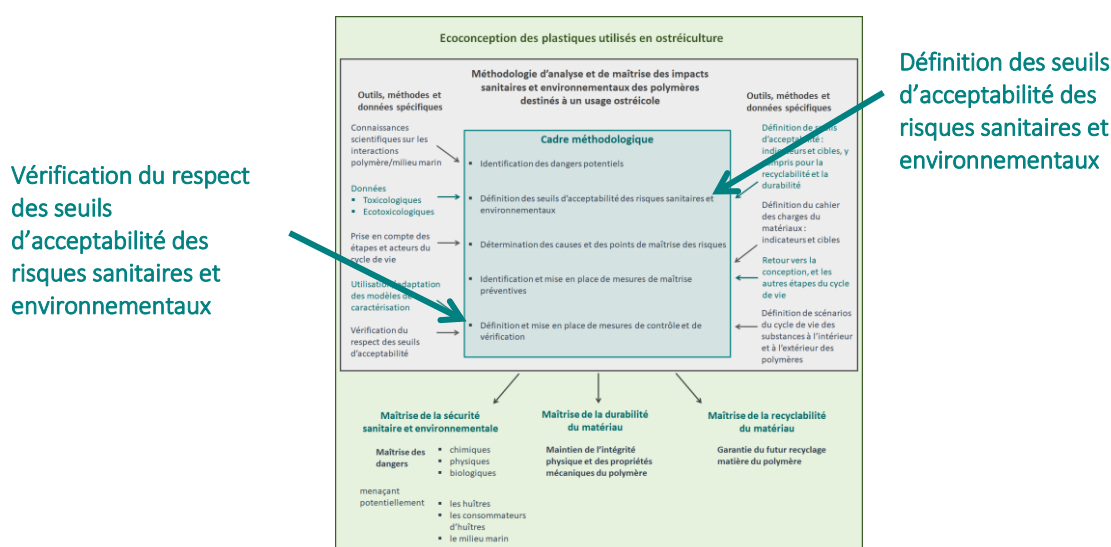 Ecoconception des plastiques utilisés en ostréiculture
Méthodologie d'analyse et de maîtrise des impacts
sanitaires et environnementaux des polymères
destinés à un usage ostréicole
Outils, méthodes et
données spécifiques
Connaissances
scientifiques sur les
interactions
polymère/milieu marin
Données
▪ Toxicologiques
▪ Ecotoxicologiques
Prise en compte des
étapes et acteurs du
cycle de vie
Utilisation/adaptation
des modèles de
caractérisation
Vérification du
respect des seuils
d'acceptabilité
Cadre méthodologique
▪ Identification des dangers potentiels
▪ Définition des seuils d'acceptabilité des risques sanitaires et
environnementaux
▪ Détermination des causes et des points de maîtrise des risques
▪ Identification et mise en place de mesures de maîtrise
préventives
▪ Définition et mise en place de mesures de contrôle et de
vérification
Outils, méthodes et
données spécifiques
Définition de seuils
d'acceptabilité :
indicateurs et cibles, y
compris pour la
recyclabilité et la
durabilité
Définition du cahier
des charges du
matériaux :
indicateurs et cibles
Retour vers la
conception, et les
autres étapes du cycle
de vie
Définition de scénarios
du cycle de vie des
substances à l'intérieur
et à l'extérieur des
polymères
Maîtrise de la sécurité
sanitaire et environnementale
Maîtrise des
dangers
▪ chimiques
▪ physiques
▪ biologiques
menaçant
potentiellement
▪ les huîtres
▪ les consommateurs
d'huîtres
▪ le milieu marin
Maîtrise de la durabilité
du matériau
Maintien de l'intégrité
physique et des propriétés
mécaniques du polymère
Maîtrise de la recyclabilité
du matériau
Garantie du futur recyclage
matière du polymère
Vérification du respect
des seuils
d'acceptabilité des
risques sanitaires et
environnementaux
Définition des seuils
d'acceptabilité des
risques sanitaires et
environnementaux